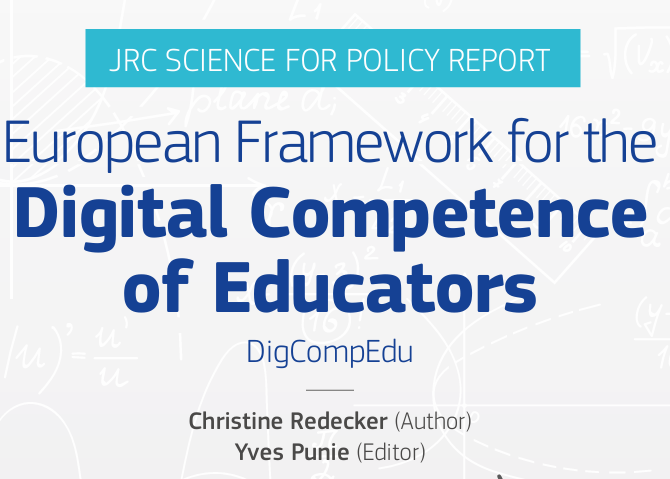 JRC SCIENCE FOR POLICY REPORT
European Framework for the
Digital Competence
of Educators
DigCompEdu
Christine Redecker (Author)
Yves Punie (Editor)